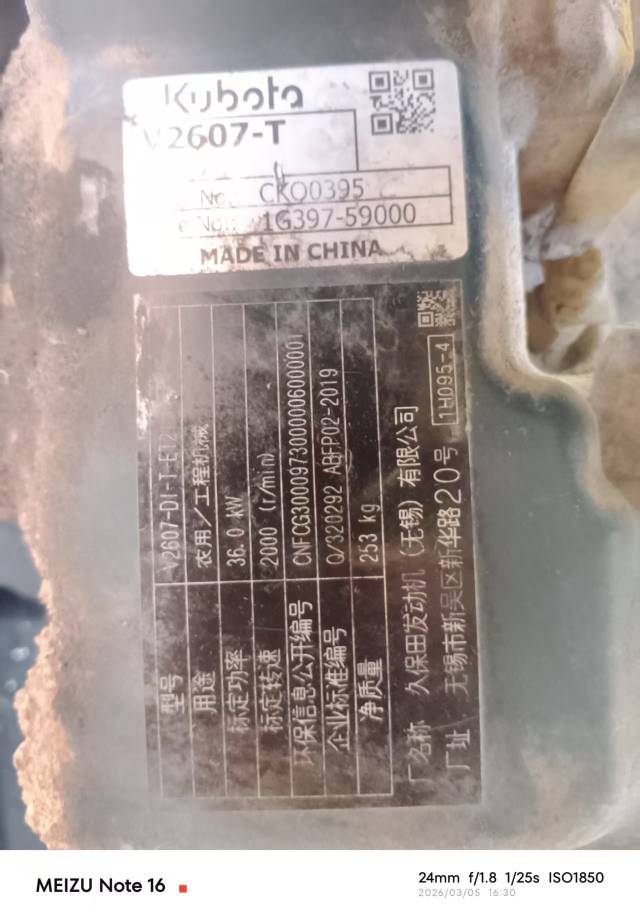 Kubota
V2607-T
No.: CKQ0395
e No.: 1G397-59000
MADE IN CHINA
型号 V2607-DI-T-ET2
用途 农用/工程机械
标定功率 36.0 kW
标定转速 2000 (r/min)
环保信息公开编号 CNFCG3000973000006000001
企业标准编号 Q/320292 ABFP02-2019
净质量 253 kg
厂名称 久保田发动机(无锡)有限公司
厂址 无锡市新吴区新华路20号 1H095-4
MEIZU Note 16
24mm f/1.8 1/25s ISO1850
2026/03/05 16:30